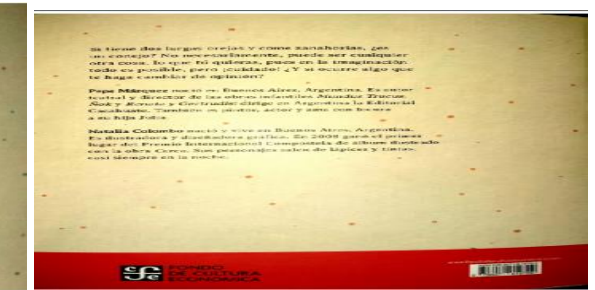 Si tiene dos largas orejas y come zanahorias, ¿es
un conejo? No necesariamente, puede ser cualquier
otra cosa, lo que tú quieras, pues en la imaginación
todo es posible, pero ¡cuidado! ¿Y si ocurre algo que
te haga cambiar de opinión?
Pepe Márquez nació en Buenos Aires, Argentina. Es autor
teatral y director de las obras infantiles Mundus Trucus,
Ñok y Gertrudis; dirige en Argentina la Editorial
Cacahuate. También es pintor, actor y ama con locura
a su hija Julia.
Natalia Colombo nació y vive en Buenos Aires, Argentina.
Es ilustradora y diseñadora gráfica. En 2008 ganó el primer
lugar del Premio Internacional Compostela de álbum ilustrado
con la obra Cerca. Sus personajes salen de lápices y tintas,
casi siempre en la noche.
FONDO
DE CULTURA
ECONÓMICA